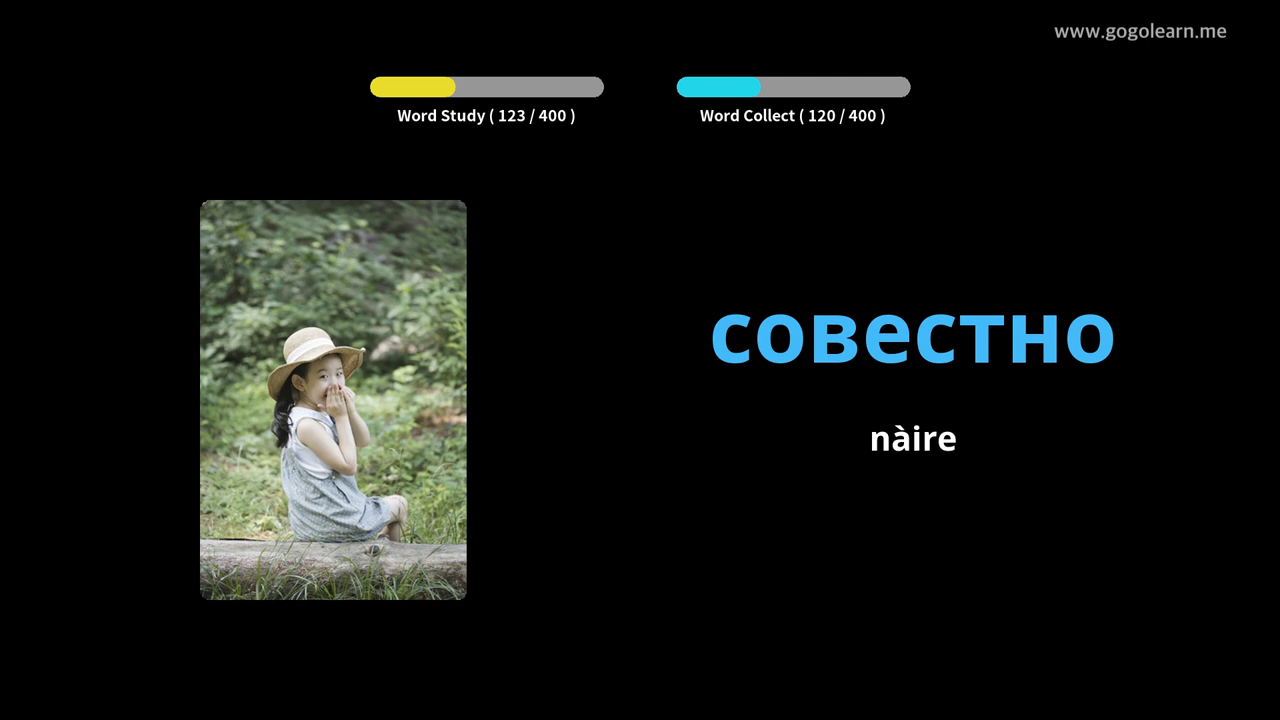 www.gogolearn.me
Word Study ( 123 / 400 )
Word Collect ( 120 / 400 )
совестно
nàire